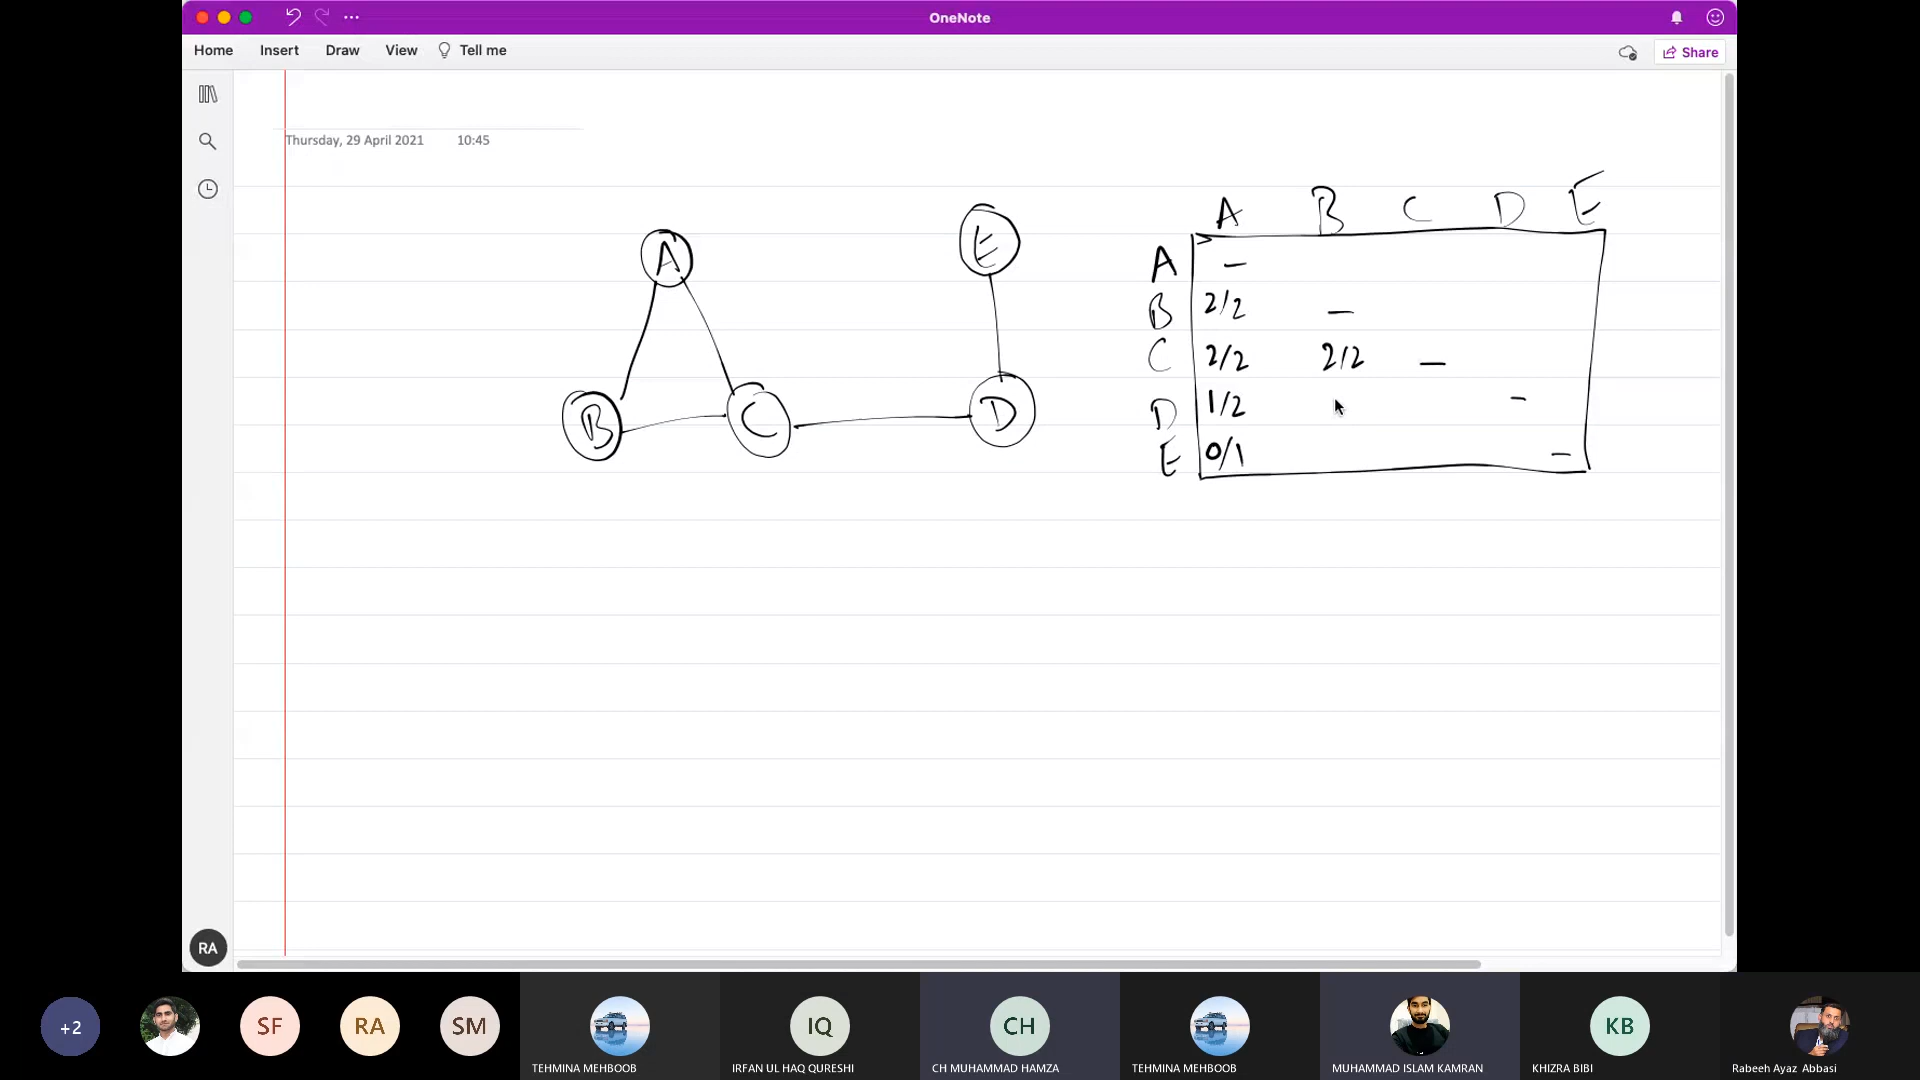 OneNote
Home Insert Draw View Tell me Share
Thursday, 29 April 2021 10:45
A B C D E
A E A -
B 2/2 -
C 2/2 2/2 -
B C D D 1/2 -
E 0/1 -
RA
+2 SF RA SM IQ CH KB
TEHMINA MEHBOOB IRFAN UL HAQ QURESHI CH MUHAMMAD HAMZA TEHMINA MEHBOOB MUHAMMAD ISLAM KAMRAN KHIZRA BIBI Rabeeh Ayaz Abbasi